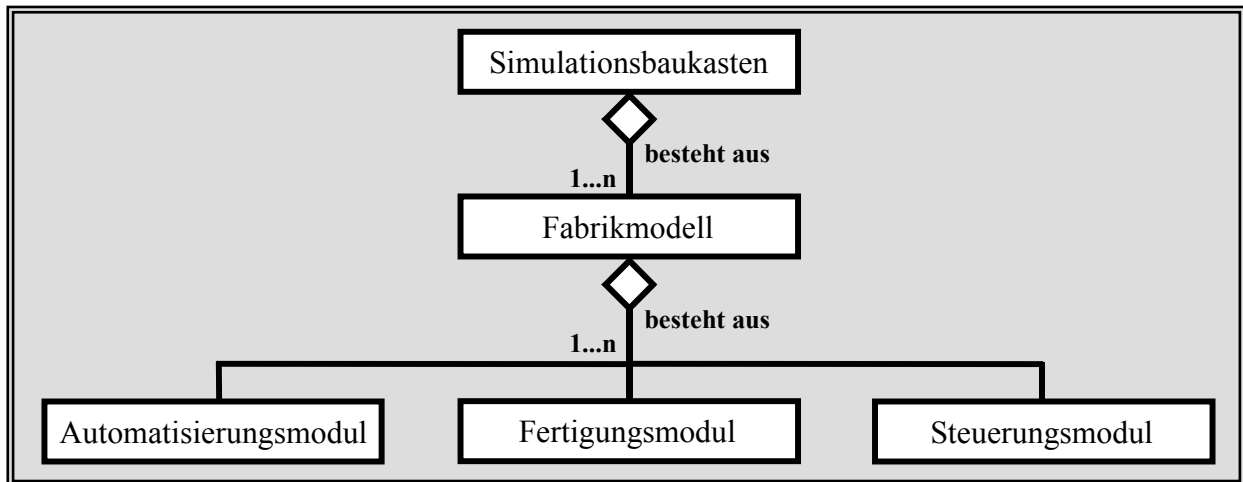 Simulationsbaukasten
besteht aus
1...n
Fabrikmodell
besteht aus
1...n
Automatisierungsmodul
Fertigungsmodul
Steuerungsmodul